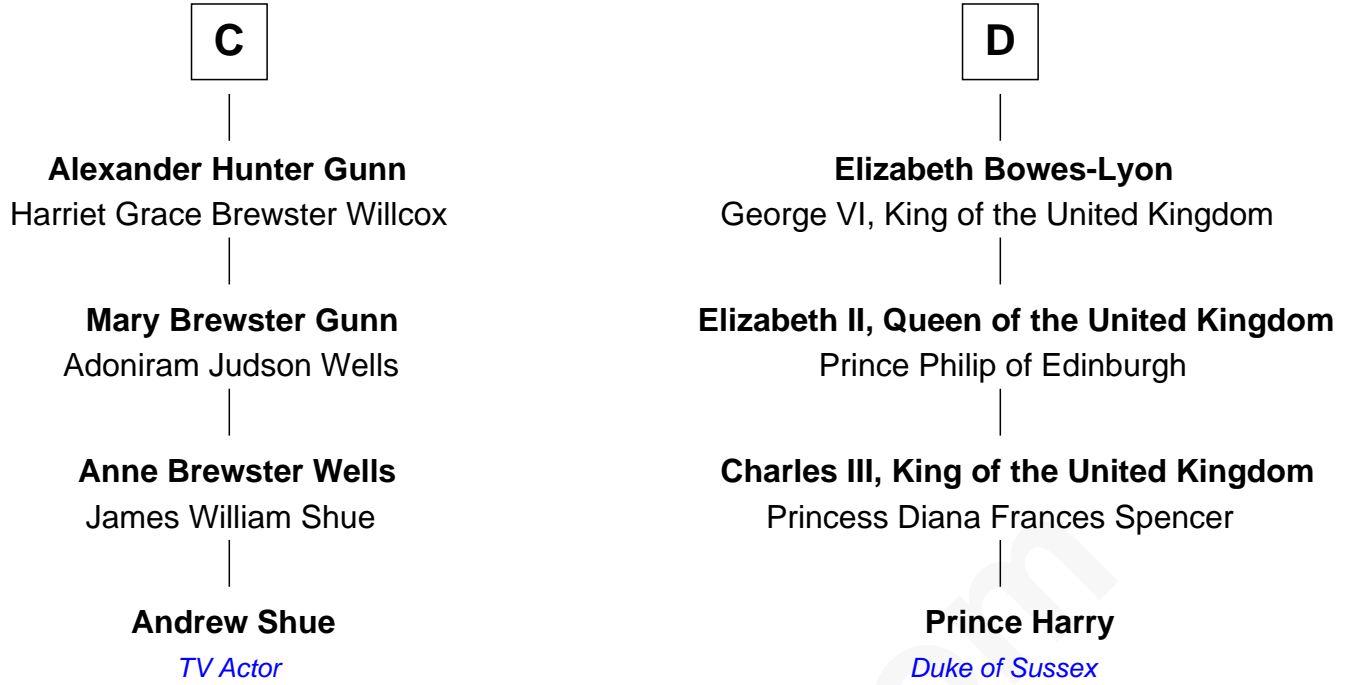 C
Alexander Hunter Gunn
Harriet Grace Brewster Willcox
Mary Brewster Gunn
Adoniram Judson Wells
Anne Brewster Wells
James William Shue
Andrew Shue
TV Actor
D
Elizabeth Bowes-Lyon
George VI, King of the United Kingdom
Elizabeth II, Queen of the United Kingdom
Prince Philip of Edinburgh
Charles III, King of the United Kingdom
Princess Diana Frances Spencer
Prince Harry
Duke of Sussex